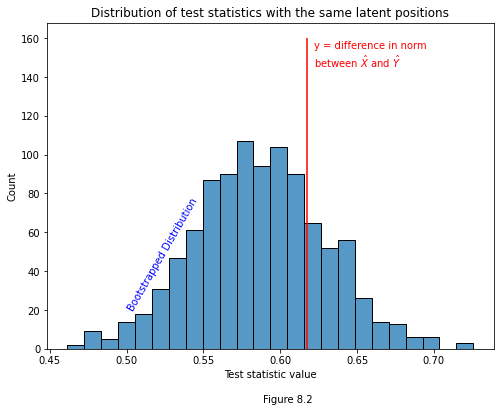 Distribution of test statistics with the same latent positions
160
140
120
100
80
60
40
20
0
Count
y = difference in norm
between X̂ and Ŷ
Bootstrapped Distribution
0.45 0.50 0.55 0.60 0.65 0.70
Test statistic value
Figure 8.2